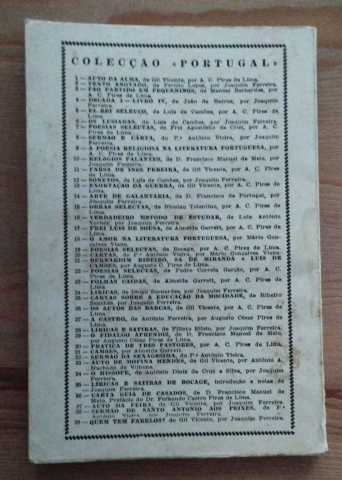 COLECÇÃO «PORTUGAL»
1 — AUTO DA ALMA, de Gil Vicente, por A. C. Pires de Lima.
2 — TEXTO ANOTADO, de Fernão Lopes, por Joaquim Ferreira.
3 — PÃO PARTIDO EM PEQUENINOS, de Manuel Bernardes, por
A. C. Pires de Lima.
4 — DÉCADA I — LIVRO IV, de João de Barros, por Joaquim
Ferreira.
5 — EL-REI SELEUCO, de Luís de Camões, por A. C. Pires de
Lima.
6 — OS LUSÍADAS, de Luís de Camões, por Joaquim Ferreira.
7 — POESIAS SELECTAS, de Frei Agostinho da Cruz, por A. C.
Pires de Lima.
8 — SERMÃO E CARTA, do P.ᵉ António Vieira, por Joaquim
Ferreira.
9 — A POESIA RELIGIOSA NA LITERATURA PORTUGUESA, por
A. C. Pires de Lima.
10 — RELÓGIOS FALANTES, de D. Francisco Manuel de Melo, por
Joaquim Ferreira.
11 — FARSA DE INES PEREIRA, de Gil Vicente, por A. C. Pires
de Lima.
12 — SONETOS, de Luís de Camões, por Joaquim Ferreira.
13 — EXORTAÇÃO DA GUERRA, de Gil Vicente, por A. C. Pires de
Lima.
14 — ARTE DE GALANTARIA, de D. Francisco de Portugal, por
Joaquim Ferreira.
15 — OBRAS SELECTAS, de Nicolau Tolentino, por A. C. Pires de
Lima.
16 — VERDADEIRO METODO DE ESTUDAR, de Luís António
Verney, por Joaquim Ferreira.
17 — FREI LUÍS DE SOUSA, de Almeida Garrett, por A. C. Pires
de Lima.
18 — O AMOR NA LITERATURA PORTUGUESA, por Mário Gon-
çalves Viana.
19 — POESIAS SELECTAS, de Bocage, por A. C. Pires de Lima.
20 — CARTAS, do P.ᵉ António Vieira, por Mário Gonçalves Viana.
21 — BERNARDIM RIBEIRO, SÁ DE MIRANDA e LUÍS DE
CAMÕES, por Augusto C. Pires de Lima.
22 — POESIAS SELECTAS, de Pedro Correia Garção, por A. C.
Pires de Lima.
23 — FOLHAS CAÍDAS, de Almeida Garrett, por A. C. Pires de
Lima.
24 — LÍRICAS, de Diogo Bernardes, por Joaquim Ferreira.
25 — CARTAS SOBRE A EDUCAÇÃO DA MOCIDADE, de Ribeiro
Sanches, por Joaquim Ferreira.
26 — OS AUTOS DAS BARCAS, de Gil Vicente, por A. C. Pires de
Lima.
27 — A CASTRO, de António Ferreira, por Augusto César Pires
de Lima.
28 — LÍRICAS E SÁTIRAS, de Filinto Elísio, por Joaquim Ferreira.
29 — O FIDALGO APRENDIZ, de D. Francisco Manuel de Melo,
por Augusto César Pires de Lima.
30 — PRATICA DE TRES PASTORES, por A. C. Pires de Lima.
31 — CAMÕES, por Almeida Garrett.
32 — SERMÃO DA SEXAGÉSIMA, do P.ᵉ António Vieira.
33 — AUTO DE MOFINA MENDES, de Gil Vicente, por António A.
Machado de Vilhena.
34 — O HISSOPE, de António Dinis da Cruz e Silva, por Joaquim
Ferreira.
35 — LÍRICAS E SÁTIRAS DE BOCAGE, introdução e notas de
Joaquim Ferreira.
36 — CARTA GUIA DE CASADOS, de D. Francisco Manuel de
Melo. Prefácio do Dr. Fernando Castro Pires de Lima.
37 — AUTO DA FEIRA, de Gil Vicente, por Joaquim Ferreira.
38 — SERMÃO DE SANTO ANTÓNIO AOS PEIXES, de P.ᵉ
António Vieira, por Joaquim Ferreira.
39 — QUEM TEM FARELOS? de Gil Vicente, por Joaquim Ferreira.